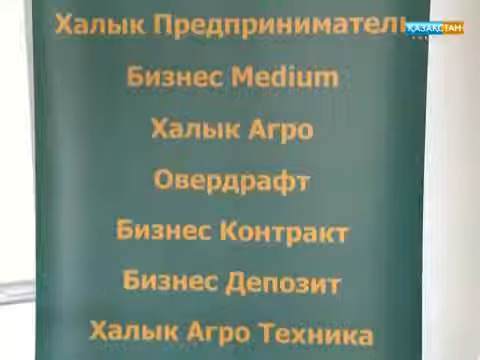 Халык Предприниматель
ҚАЗАҚСТАН
Бизнес Medium
Халык Агро
Овердрафт
Бизнес Контракт
Бизнес Депозит
Халык Агро Техника